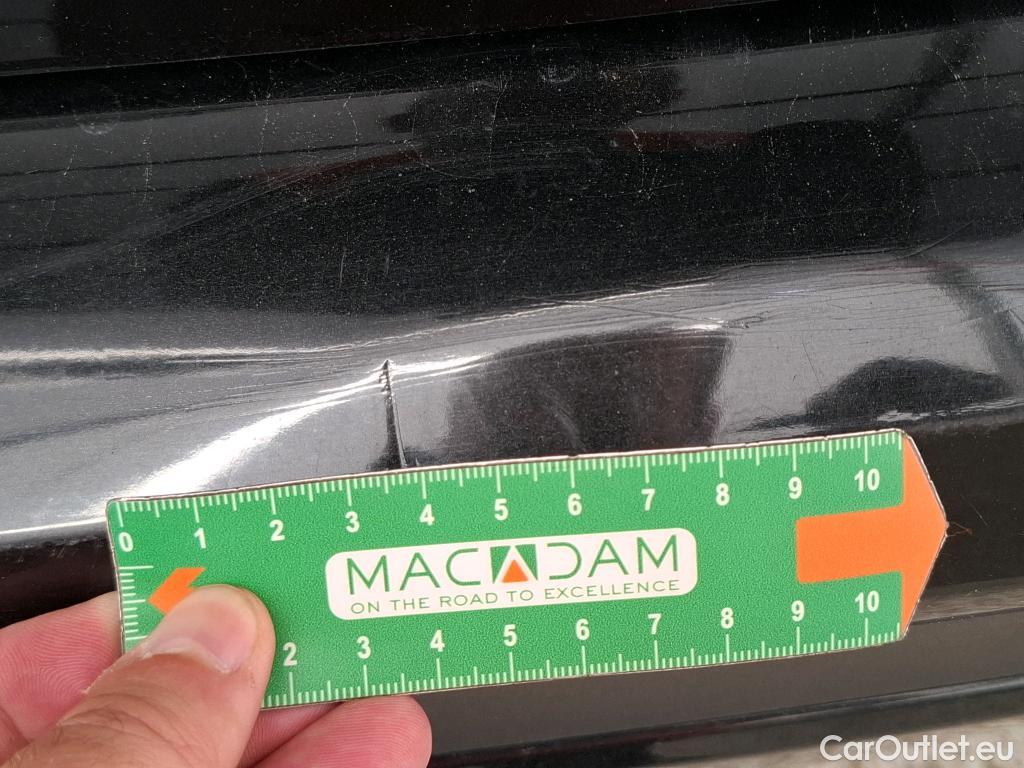 0 1 2 3 4 5 6 7 8 9 10
MACADAM
ON THE ROAD TO EXCELLENCE
2 3 4 5 6 7 8 9 10
CarOutlet.eu